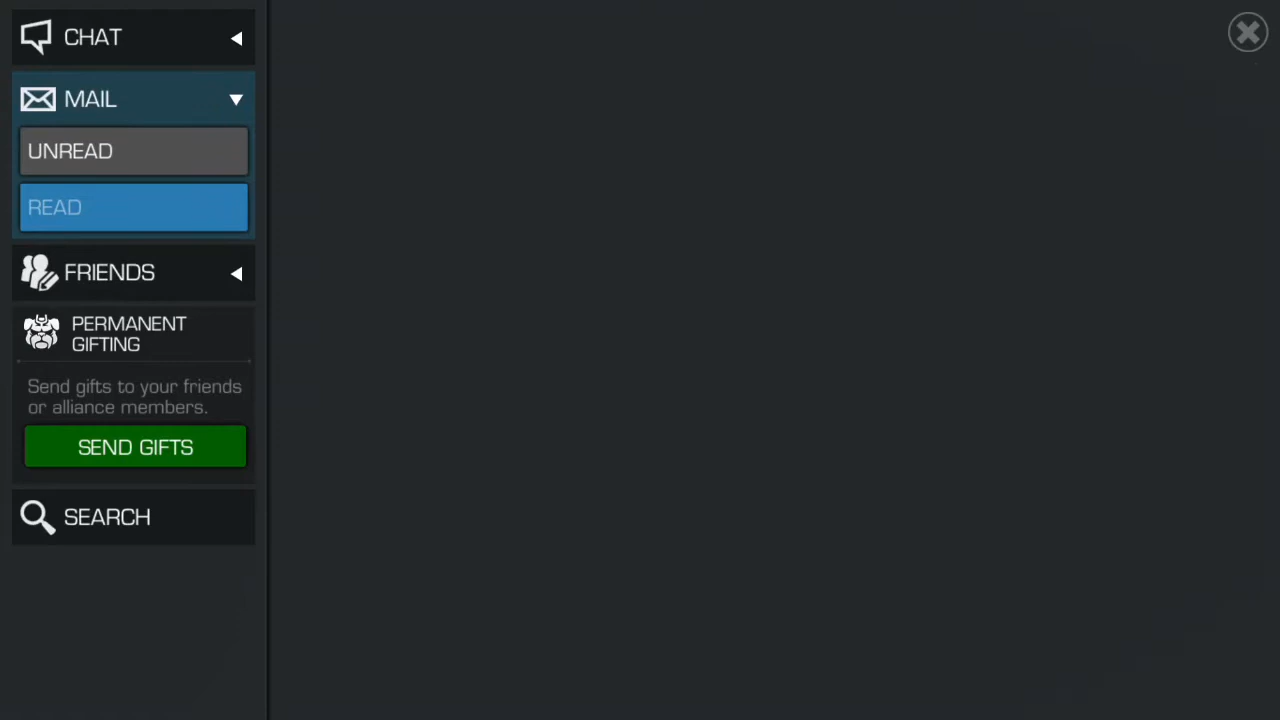 CHAT
MAIL
UNREAD
READ
FRIENDS
PERMANENT
GIFTING
Send gifts to your friends
or alliance members.
SEND GIFTS
SEARCH